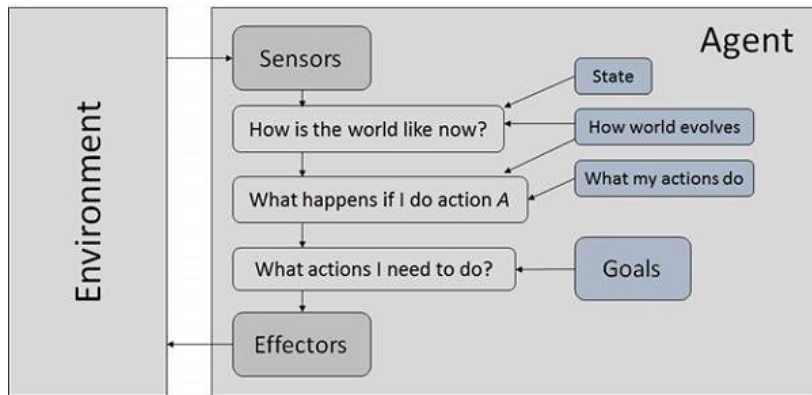 Environment
Agent
Sensors
State
How is the world like now?
How world evolves
What happens if I do action A
What my actions do
What actions I need to do?
Goals
Effectors